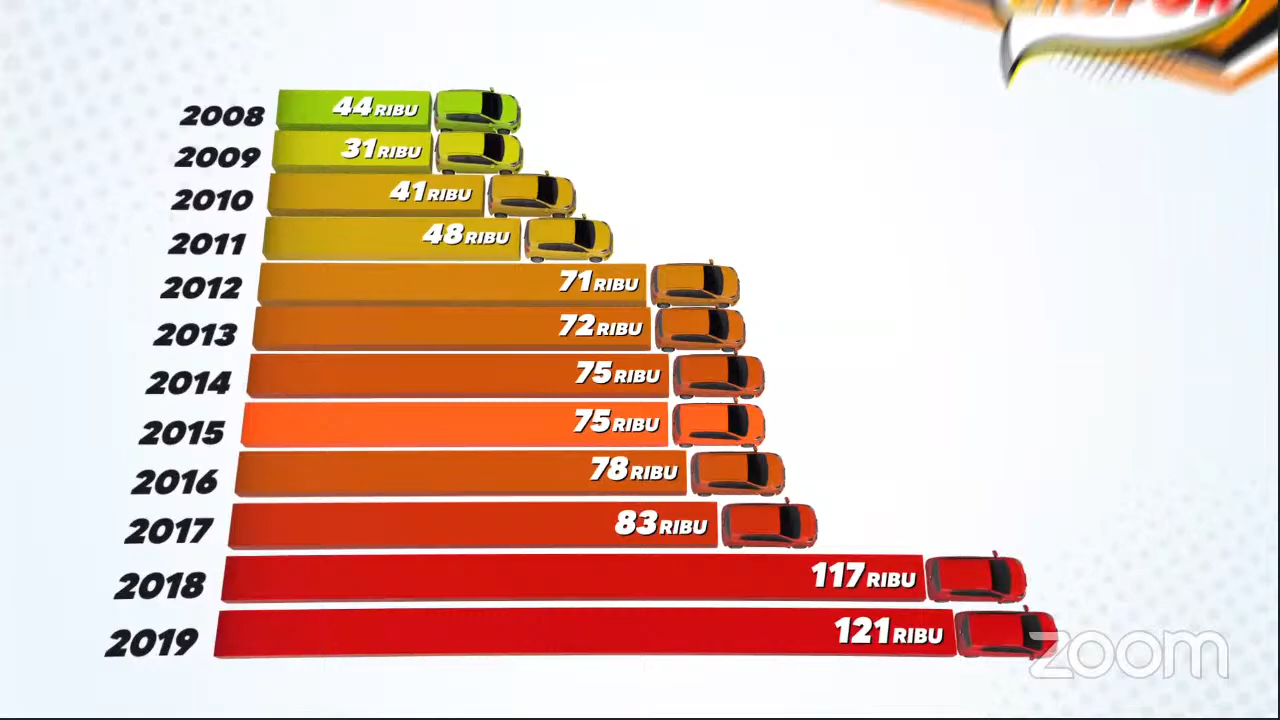 2008 44 RIBU
2009 31 RIBU
2010 41 RIBU
2011 48 RIBU
2012 71 RIBU
2013 72 RIBU
2014 75 RIBU
2015 75 RIBU
2016 78 RIBU
2017 83 RIBU
2018 117 RIBU
2019 121 RIBU
zoom